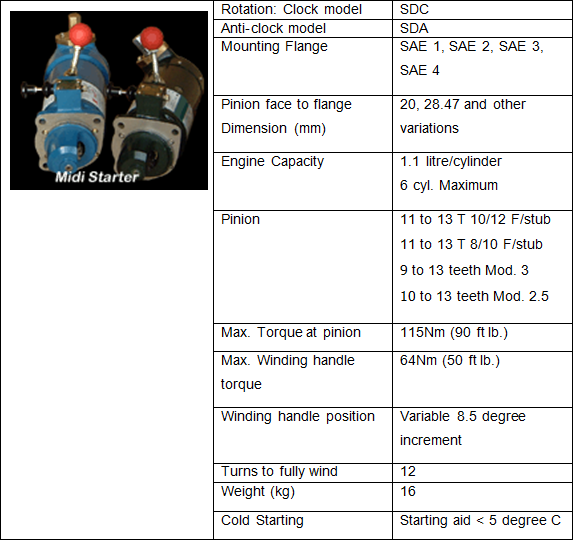 Midi Starter
Rotation: Clock model SDC
Anti-clock model SDA
Mounting Flange SAE 1, SAE 2, SAE 3,
SAE 4
Pinion face to flange 20, 28.47 and other
Dimension (mm) variations
Engine Capacity 1.1 litre/cylinder
6 cyl. Maximum
Pinion 11 to 13 T 10/12 F/stub
11 to 13 T 8/10 F/stub
9 to 13 teeth Mod. 3
10 to 13 teeth Mod. 2.5
Max. Torque at pinion 115Nm (90 ft lb.)
Max. Winding handle 64Nm (50 ft lb.)
torque
Winding handle position Variable 8.5 degree
increment
Turns to fully wind 12
Weight (kg) 16
Cold Starting Starting aid < 5 degree C